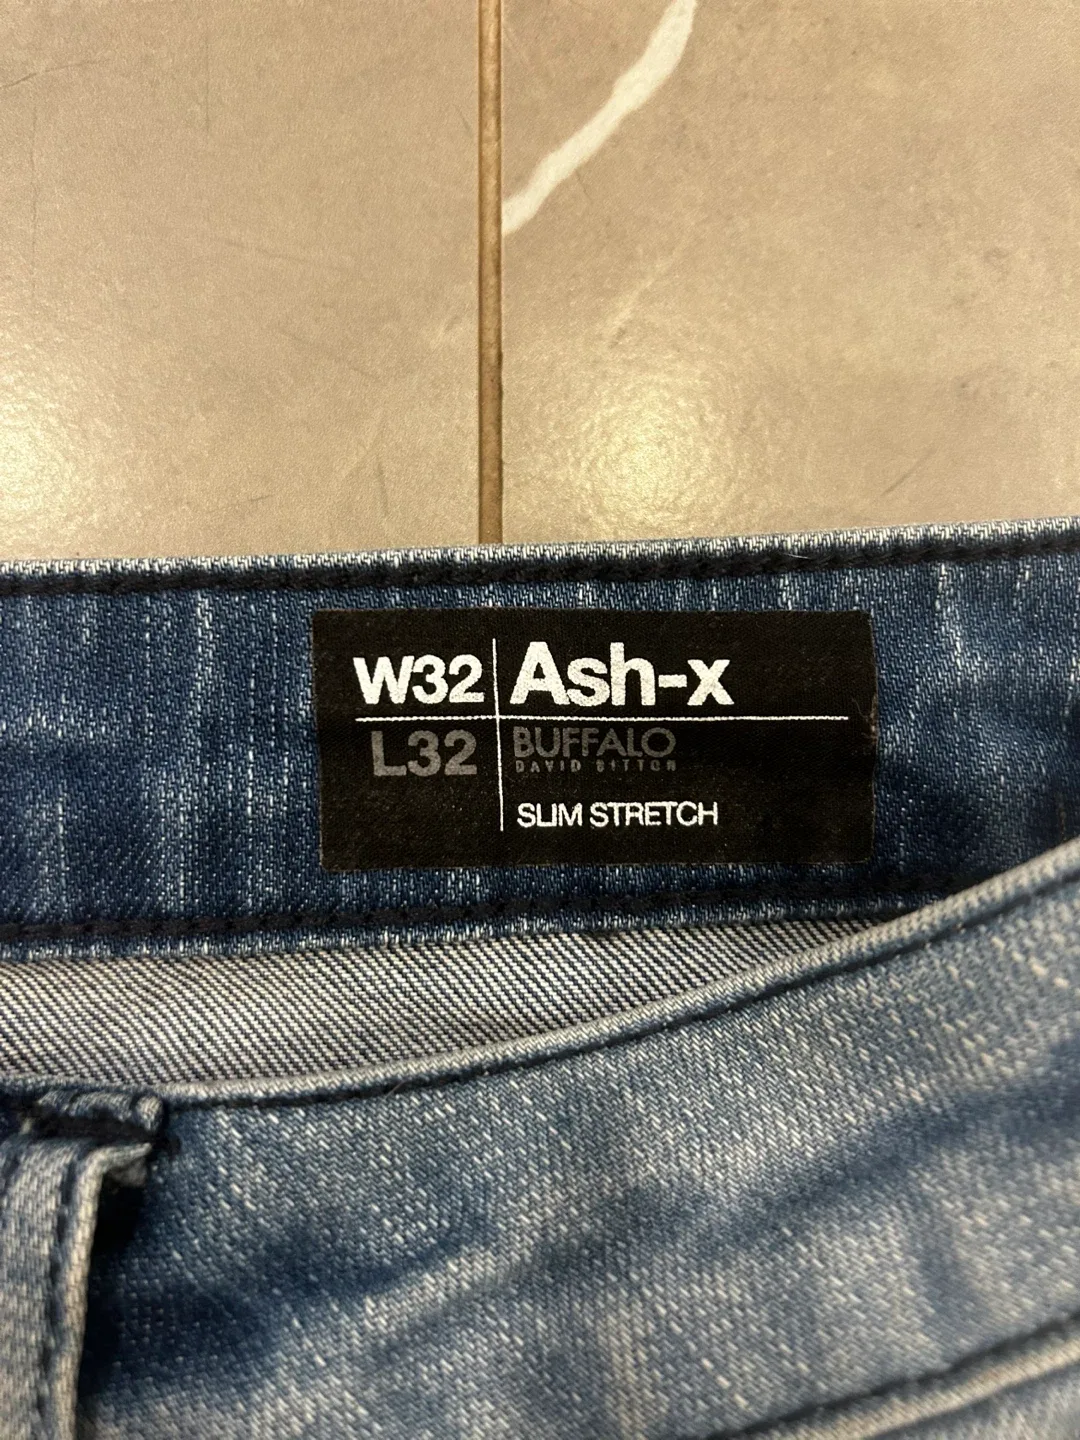 W32 Ash-x
L32 BUFFALO
DAVID BITTON
SLIM STRETCH